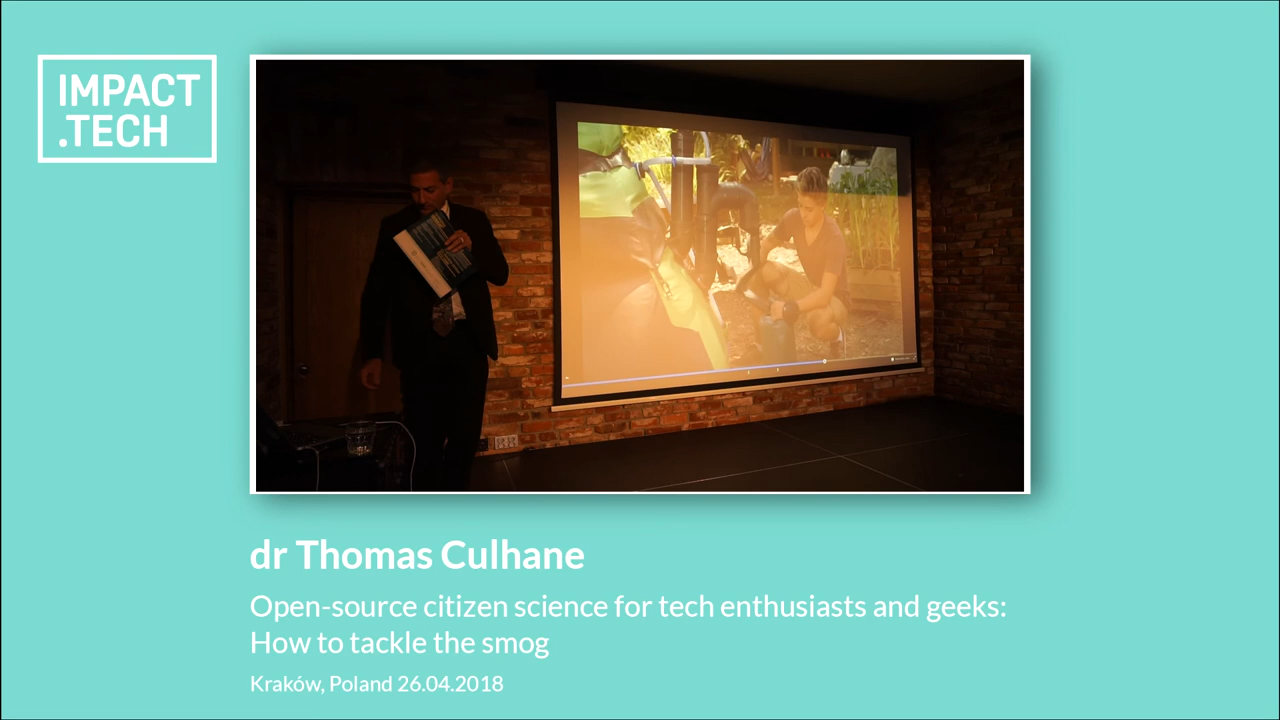 IMPACT
.TECH
dr Thomas Culhane
Open-source citizen science for tech enthusiasts and geeks:
How to tackle the smog
Kraków, Poland 26.04.2018